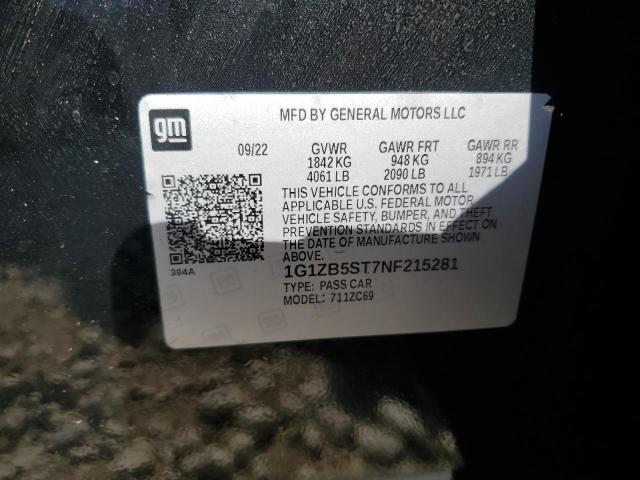 gm
MFD BY GENERAL MOTORS LLC
09/22 GVWR GAWR FRT GAWR RR
1842 KG 948 KG 894 KG
4061 LB 2090 LB 1971 LB
THIS VEHICLE CONFORMS TO ALL
APPLICABLE U.S. FEDERAL MOTOR
VEHICLE SAFETY, BUMPER, AND THEFT
PREVENTION STANDARDS IN EFFECT ON
THE DATE OF MANUFACTURE SHOWN
ABOVE.
384A
1G1ZB5ST7NF215281
TYPE: PASS CAR
MODEL: 711ZC69